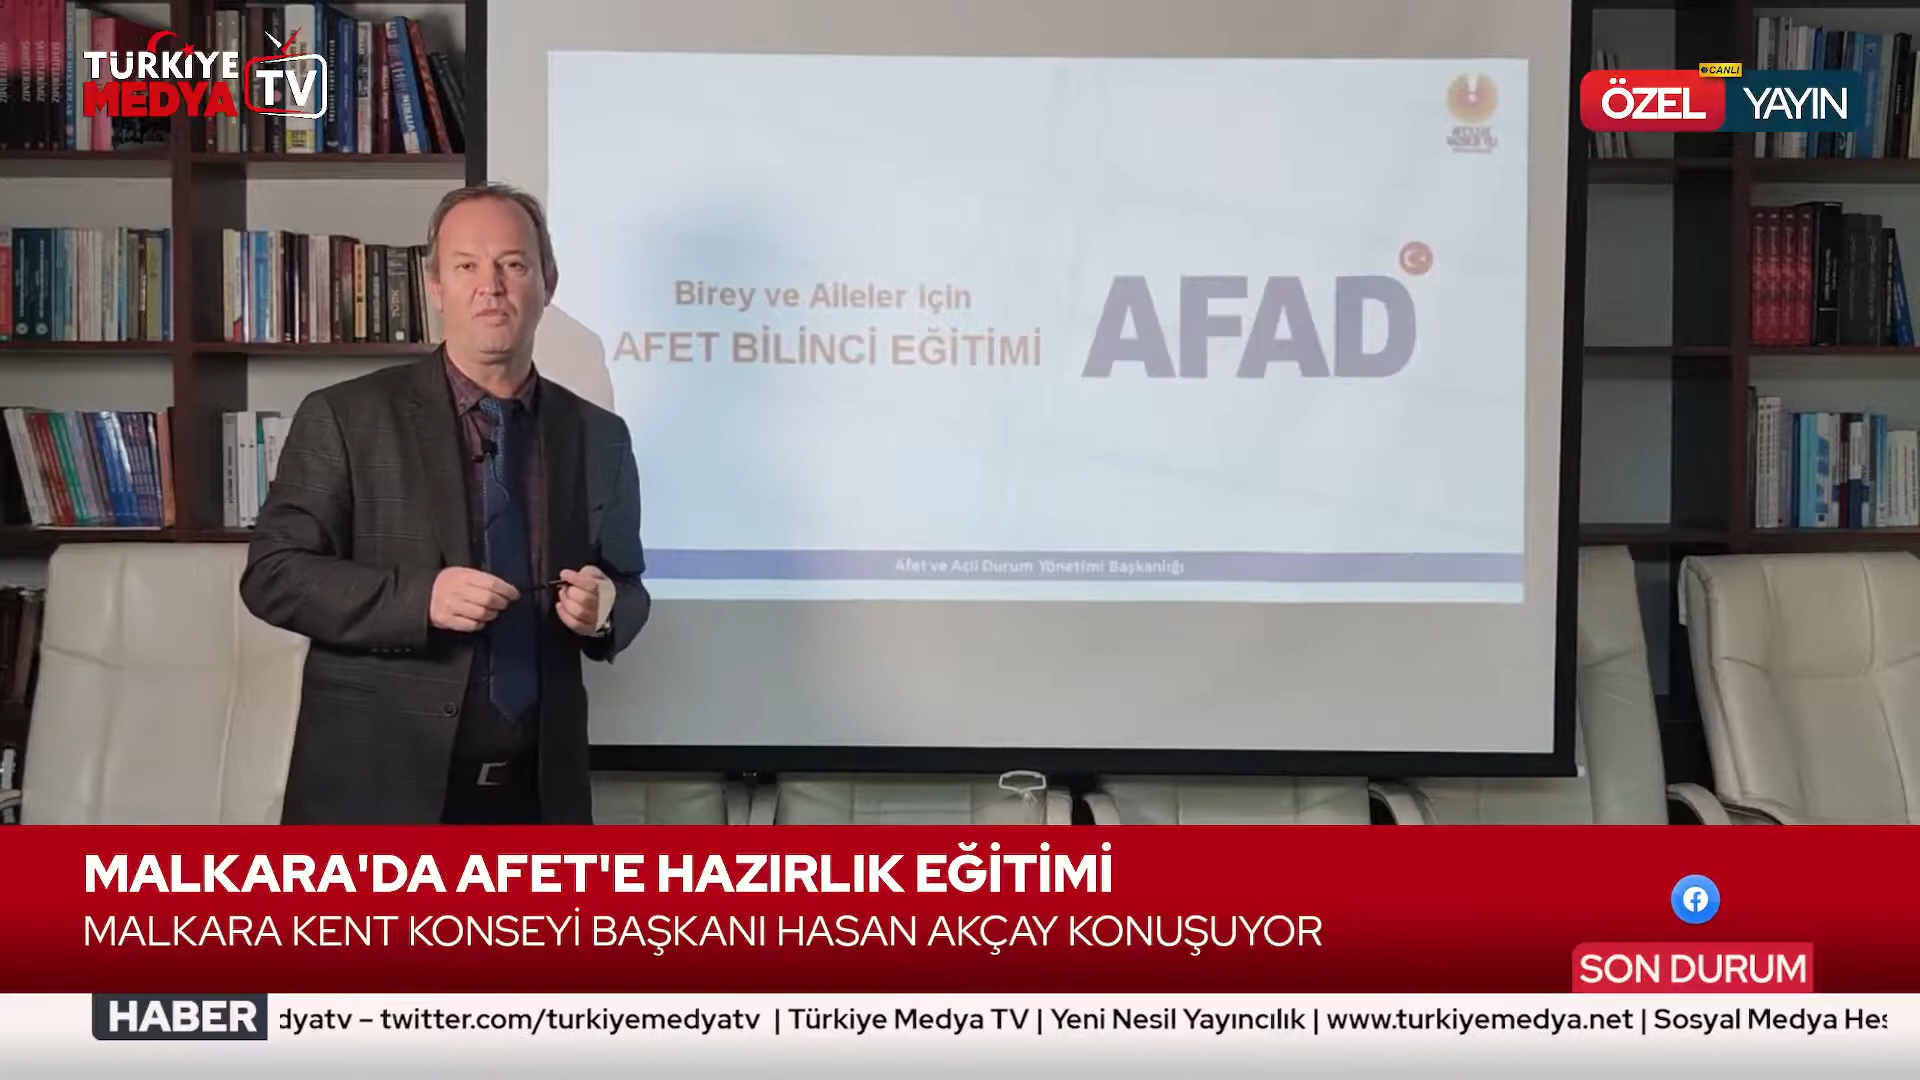 TÜRKİYE
MEDYA TV
CANLI
ÖZEL YAYIN
Birey ve Aileler İçin
AFET BİLİNCİ EĞİTİMİ
AFAD
Afet ve Acil Durum Yönetimi Başkanlığı
MALKARA'DA AFET'E HAZIRLIK EĞİTİMİ
MALKARA KENT KONSEYİ BAŞKANI HASAN AKÇAY KONUŞUYOR
SON DURUM
HABER
dyatv – twitter.com/turkiyemedyatv | Türkiye Medya TV | Yeni Nesil Yayıncılık | www.turkiyemedya.net | Sosyal Medya Hes